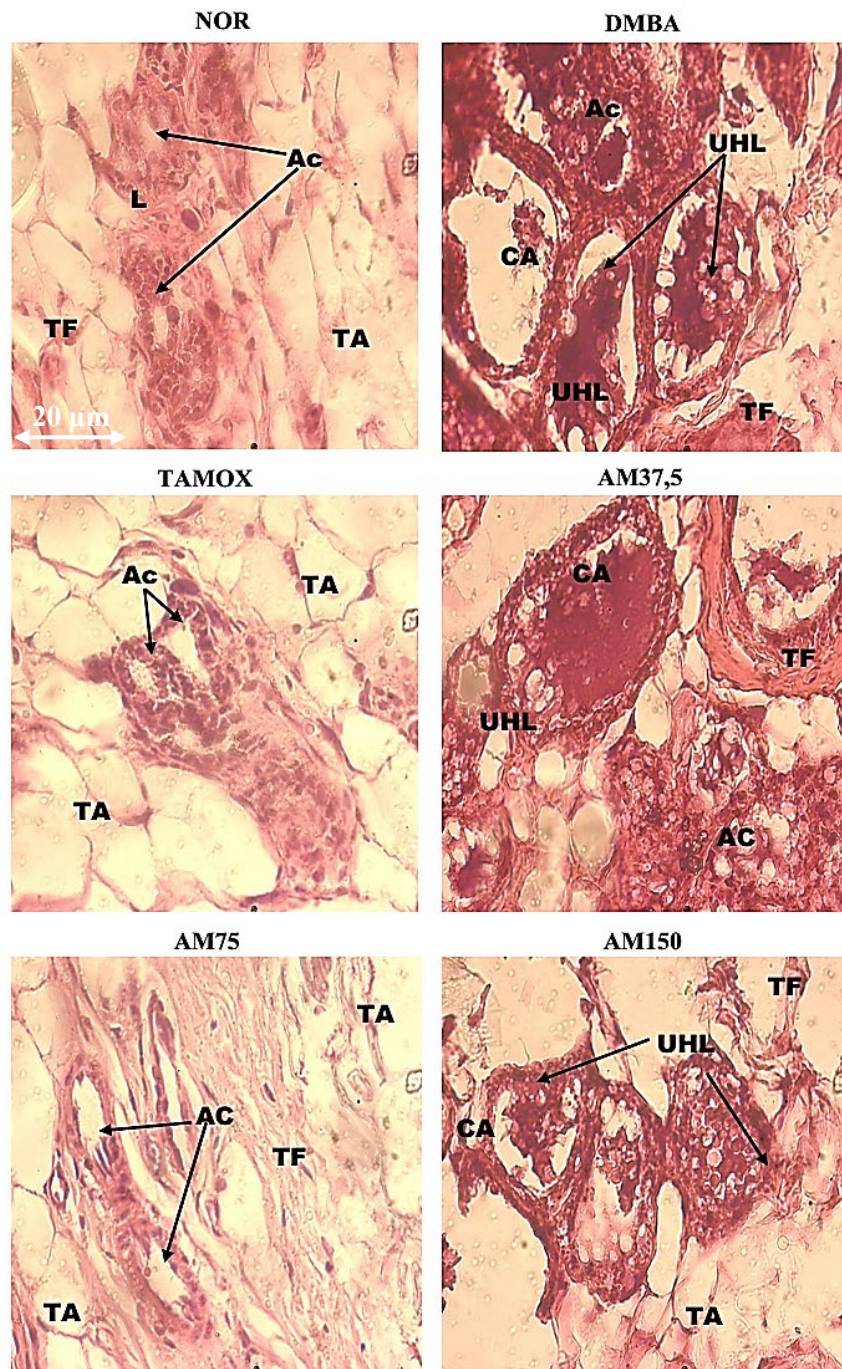 NOR
Ac
L
TF
TA
20 µm
DMBA
Ac
UHL
CA
UHL
TF
TAMOX
Ac
TA
TA
AM37,5
CA
TF
UHL
AC
AM75
TA
AC
TF
TA
AM150
TF
UHL
CA
TA